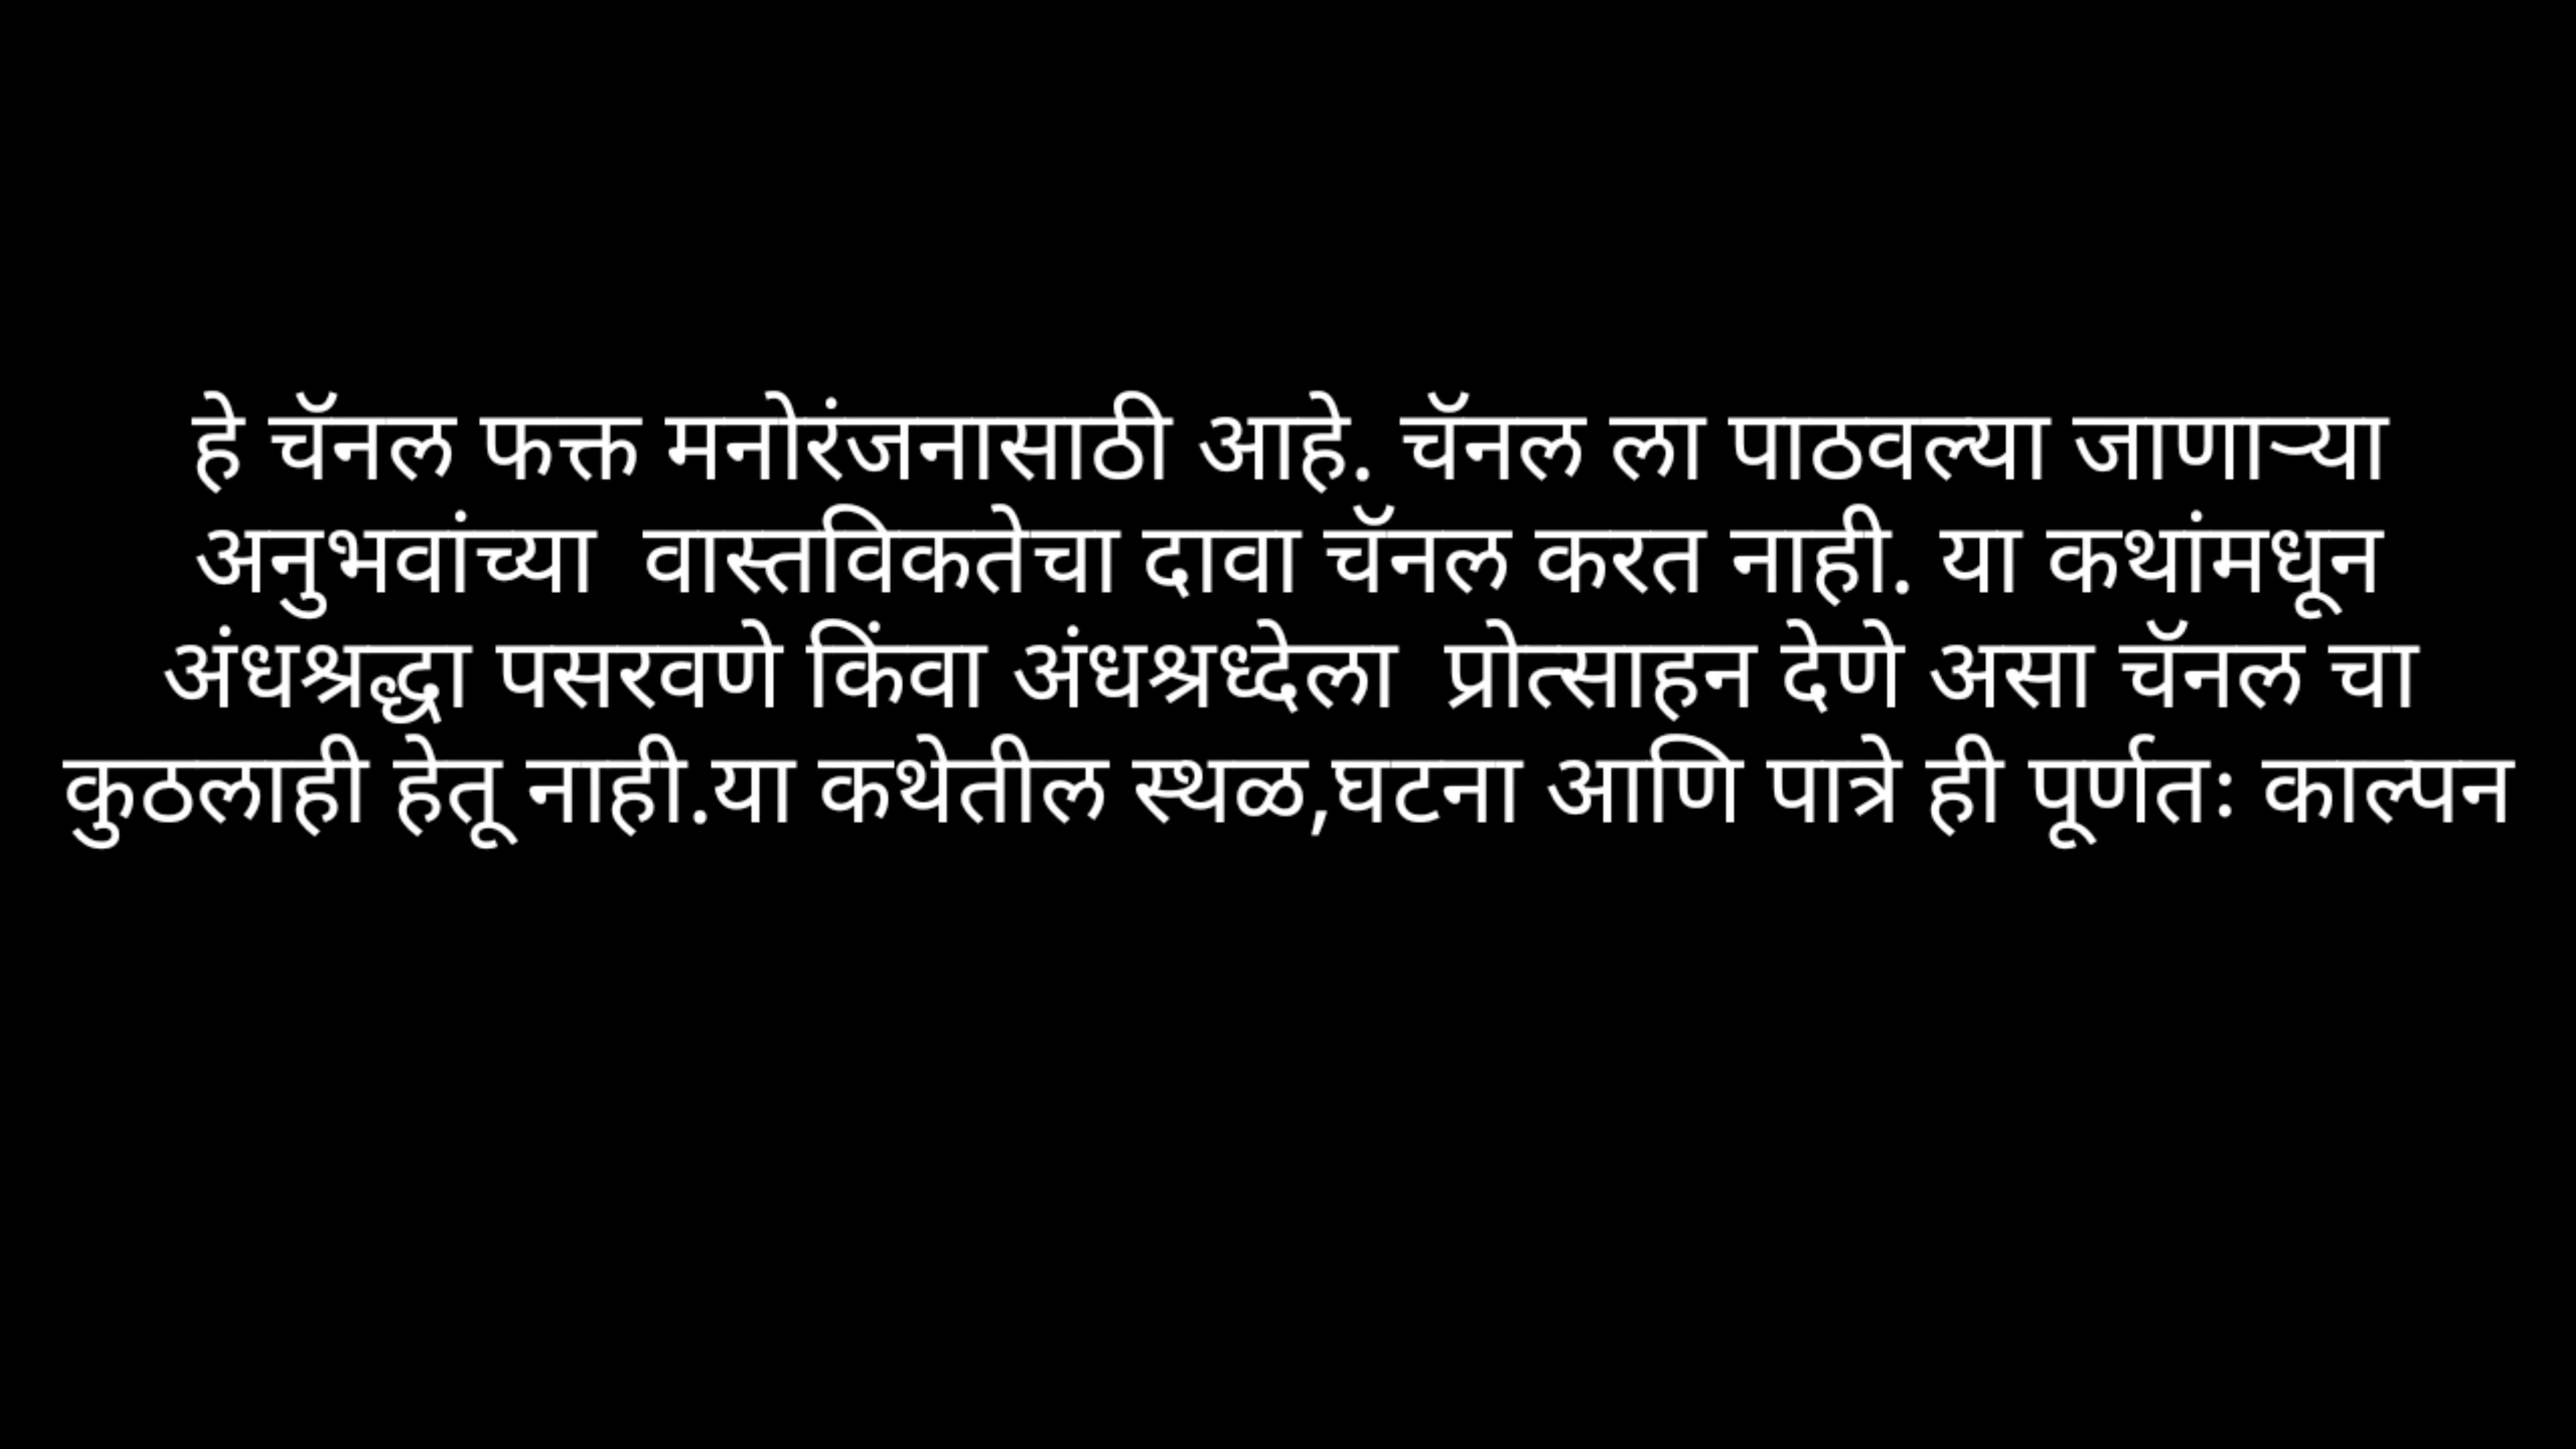 हे चॅनल फक्त मनोरंजनासाठी आहे. चॅनल ला पाठवल्या जाणाऱ्या
अनुभवांच्या  वास्तविकतेचा दावा चॅनल करत नाही. या कथांमधून
अंधश्रद्धा पसरवणे किंवा अंधश्रध्देला  प्रोत्साहन देणे असा चॅनल चा
कुठलाही हेतू नाही.या कथेतील स्थळ,घटना आणि पात्रे ही पूर्णतः काल्पन